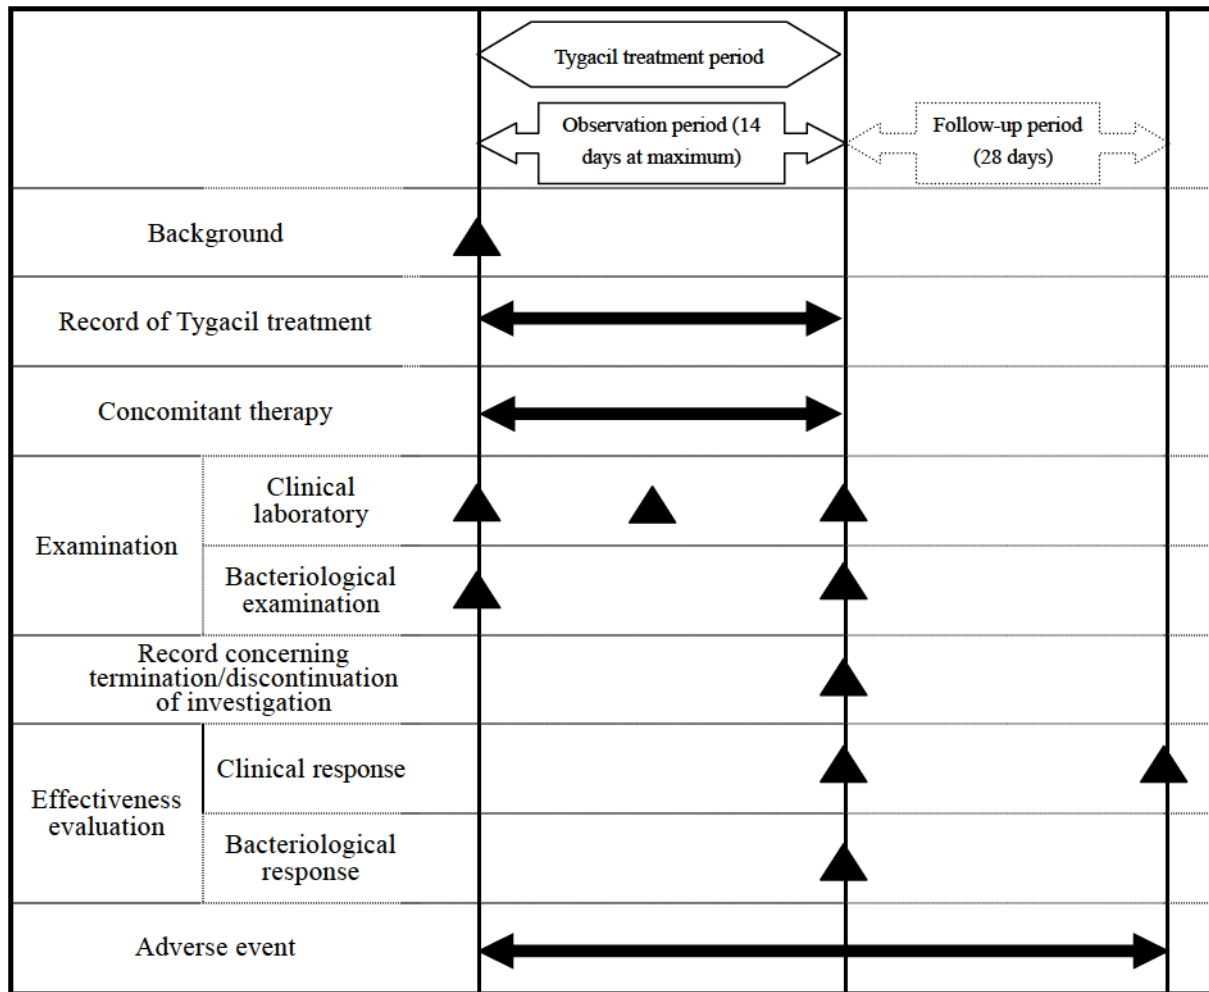 Tygacil treatment period
Observation period (14
days at maximum)
Follow-up period
(28 days)
Background
Record of Tygacil treatment
Concomitant therapy
Examination
Clinical
laboratory
Bacteriological
examination
Record concerning
termination/discontinuation
of investigation
Effectiveness
evaluation
Clinical response
Bacteriological
response
Adverse event